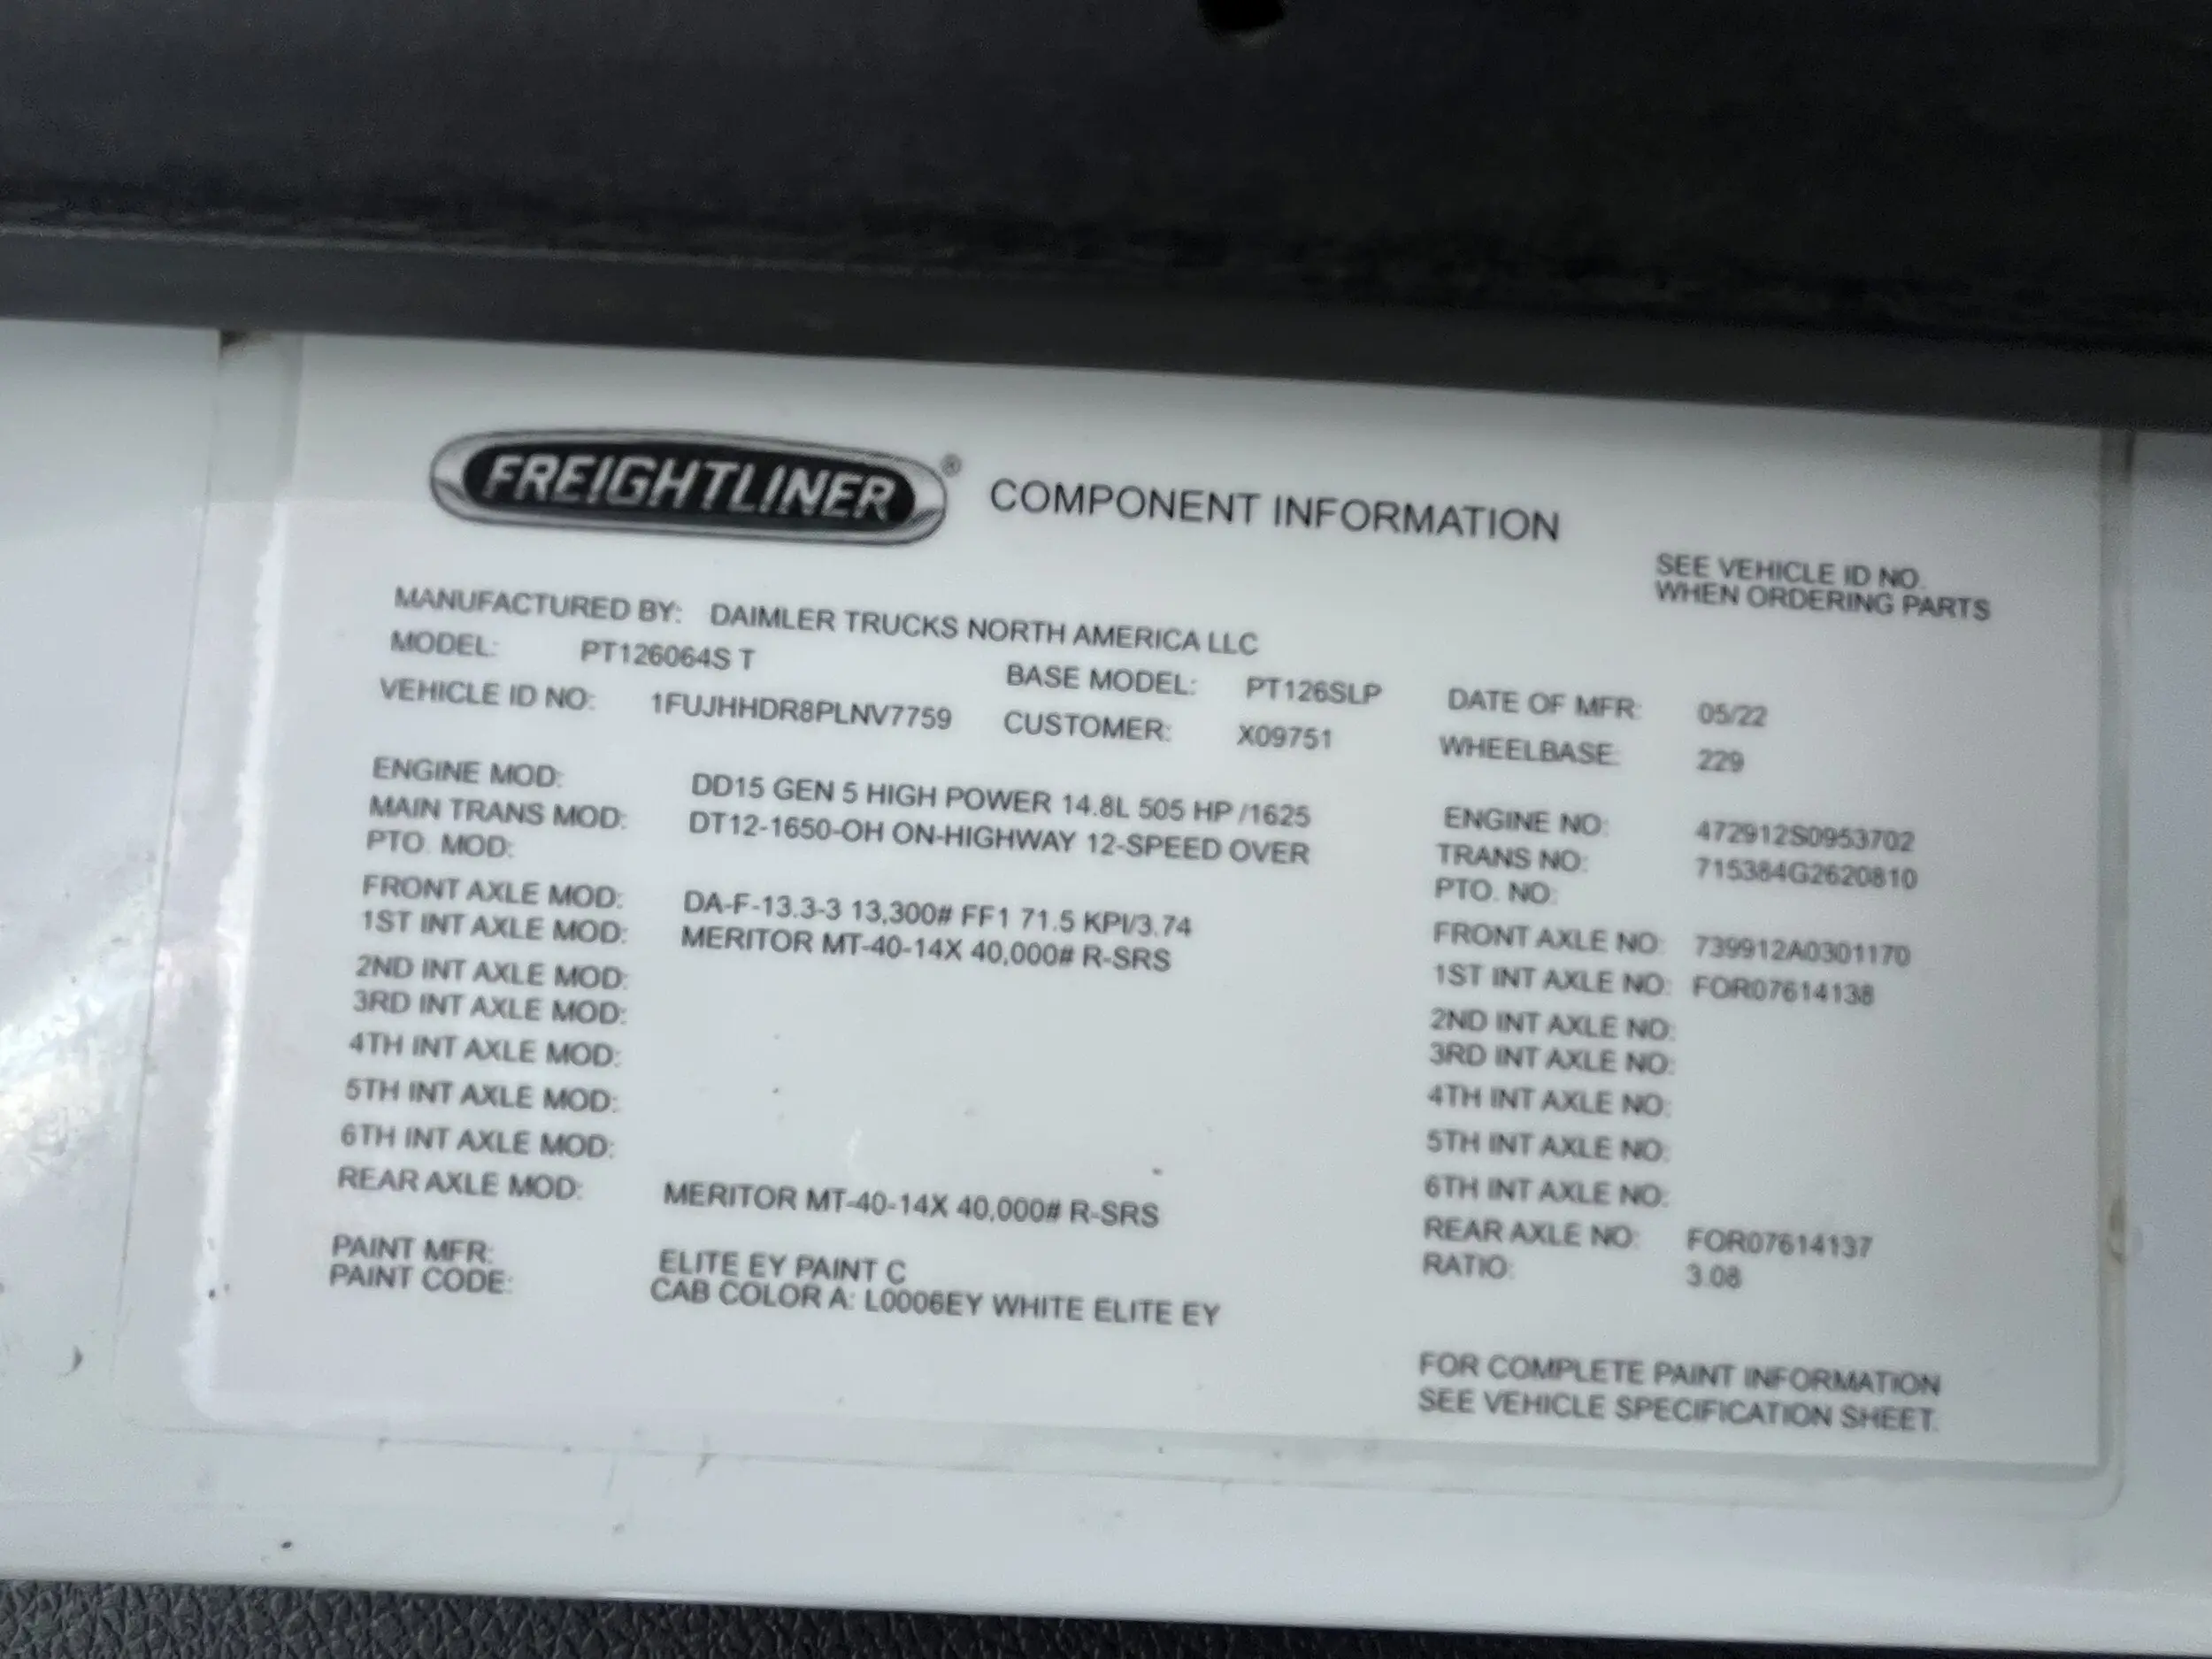 FREIGHTLINER® COMPONENT INFORMATION
SEE VEHICLE ID NO.
WHEN ORDERING PARTS
MANUFACTURED BY: DAIMLER TRUCKS NORTH AMERICA LLC
MODEL: PT126064S T BASE MODEL: PT126SLP DATE OF MFR: 05/22
VEHICLE ID NO: 1FUJHHDR8PLNV7759 CUSTOMER: X09751 WHEELBASE: 229
ENGINE MOD: DD15 GEN 5 HIGH POWER 14.8L 505 HP /1625 ENGINE NO: 472912S0953702
MAIN TRANS MOD: DT12-1650-OH ON-HIGHWAY 12-SPEED OVER TRANS NO: 715384G2620810
PTO. MOD: PTO. NO:
FRONT AXLE MOD: DA-F-13.3-3 13,300# FF1 71.5 KPI/3.74 FRONT AXLE NO: 739912A0301170
1ST INT AXLE MOD: MERITOR MT-40-14X 40,000# R-SRS 1ST INT AXLE NO: FOR07614138
2ND INT AXLE MOD: 2ND INT AXLE NO:
3RD INT AXLE MOD: 3RD INT AXLE NO:
4TH INT AXLE MOD: 4TH INT AXLE NO:
5TH INT AXLE MOD: 5TH INT AXLE NO:
6TH INT AXLE MOD: 6TH INT AXLE NO:
REAR AXLE MOD: MERITOR MT-40-14X 40,000# R-SRS REAR AXLE NO: FOR07614137
RATIO: 3.08
PAINT MFR: ELITE EY PAINT C
PAINT CODE: CAB COLOR A: L0006EY WHITE ELITE EY
FOR COMPLETE PAINT INFORMATION
SEE VEHICLE SPECIFICATION SHEET.